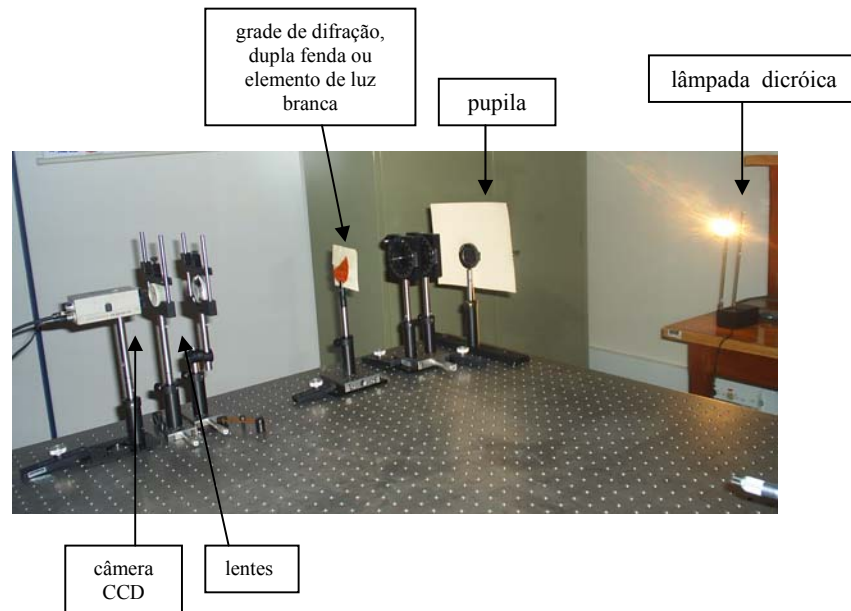 grade de difração,
dupla fenda ou
elemento de luz
branca
pupila
lâmpada dicróica
câmera
CCD
lentes